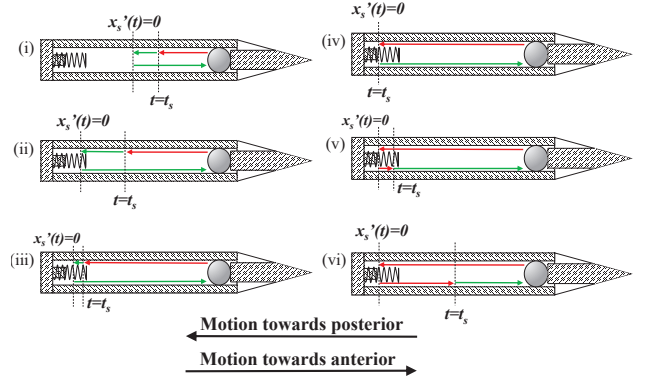 x_s'(t)=0
(i)
t=t_s
x_s'(t)=0
(ii)
t=t_s
x_s'(t)=0
(iii)
t=t_s
x_s'(t)=0
(iv)
t=t_s
x_s'(t)=0
(v)
t=t_s
x_s'(t)=0
(vi)
t=t_s
Motion towards posterior
Motion towards anterior